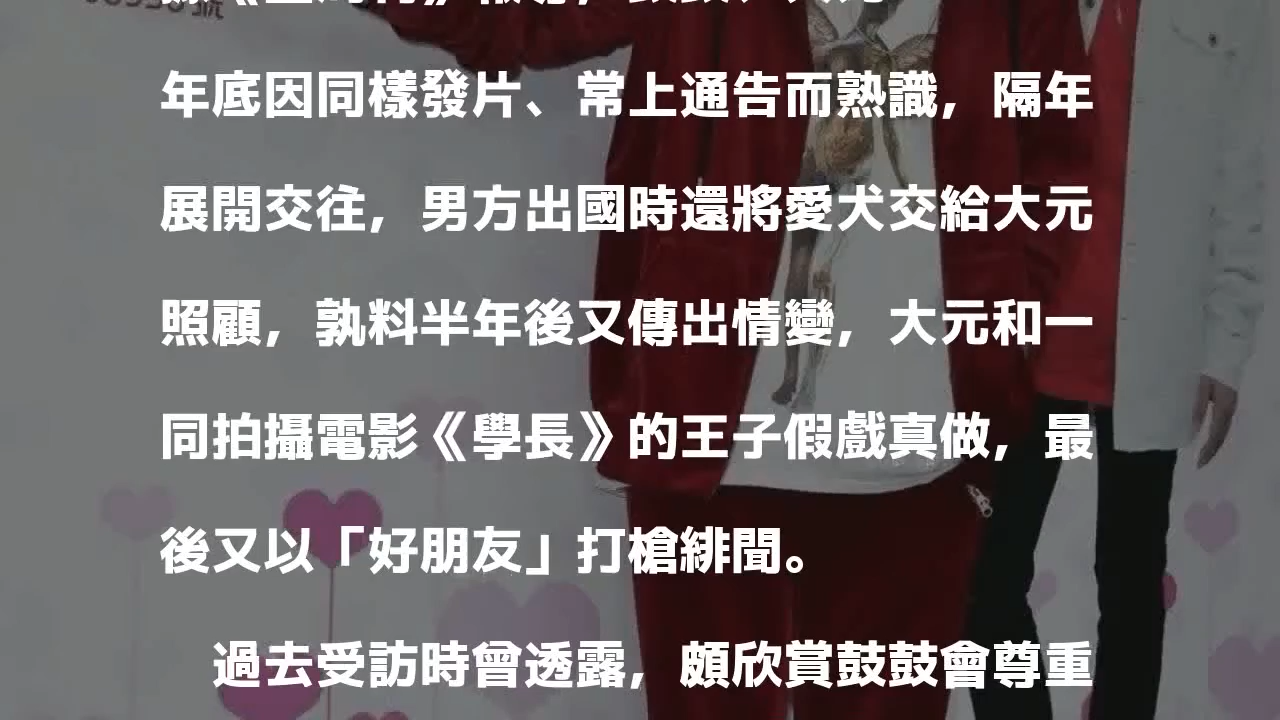 年底因同樣發片、常上通告而熟識，隔年
展開交往，男方出國時還將愛犬交給大元
照顧，孰料半年後又傳出情變，大元和一
同拍攝電影《學長》的王子假戲真做，最
後又以「好朋友」打槍緋聞。
過去受訪時曾透露，頗欣賞鼓鼓會尊重